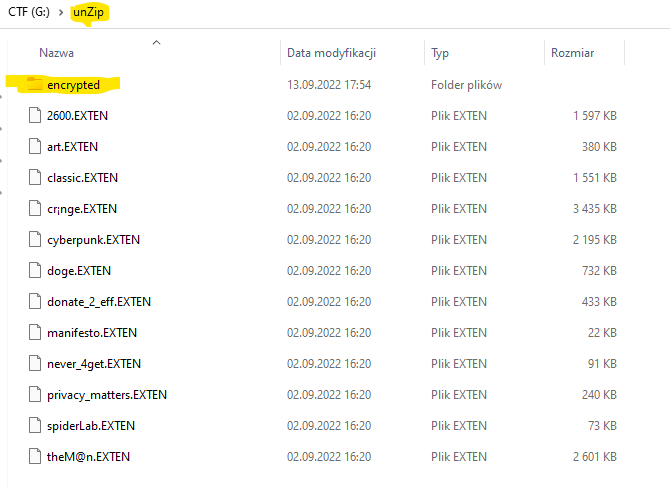 CTF (G:) > unZip
Nazwa Data modyfikacji Typ Rozmiar
encrypted 13.09.2022 17:54 Folder plików
2600.EXTEN 02.09.2022 16:20 Plik EXTEN 1 597 KB
art.EXTEN 02.09.2022 16:20 Plik EXTEN 380 KB
classic.EXTEN 02.09.2022 16:20 Plik EXTEN 1 551 KB
cr¡nge.EXTEN 02.09.2022 16:20 Plik EXTEN 3 435 KB
cyberpunk.EXTEN 02.09.2022 16:20 Plik EXTEN 2 195 KB
doge.EXTEN 02.09.2022 16:20 Plik EXTEN 732 KB
donate_2_eff.EXTEN 02.09.2022 16:20 Plik EXTEN 433 KB
manifesto.EXTEN 02.09.2022 16:20 Plik EXTEN 22 KB
never_4get.EXTEN 02.09.2022 16:20 Plik EXTEN 91 KB
privacy_matters.EXTEN 02.09.2022 16:20 Plik EXTEN 240 KB
spiderLab.EXTEN 02.09.2022 16:20 Plik EXTEN 73 KB
theM@n.EXTEN 02.09.2022 16:20 Plik EXTEN 2 601 KB